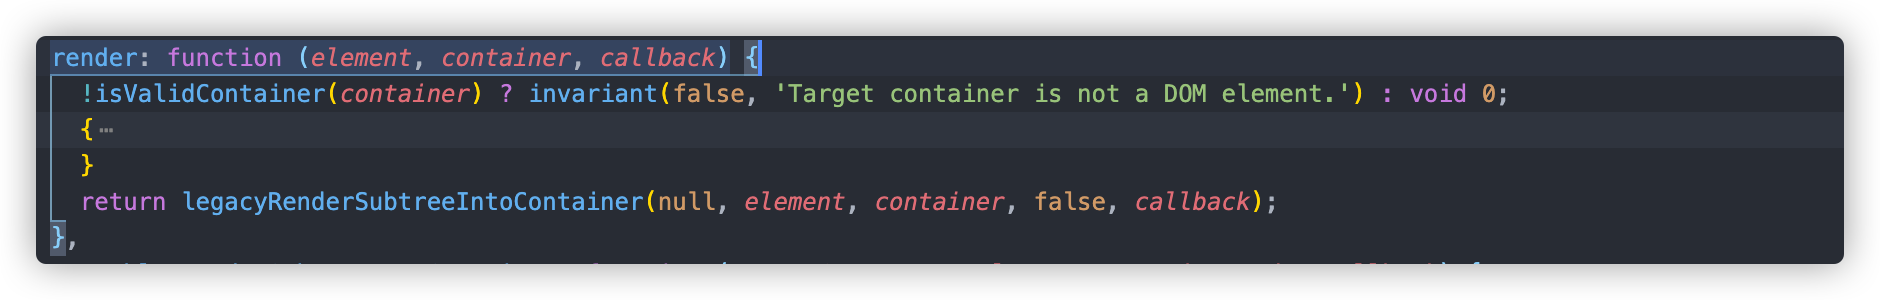 render: function (element, container, callback) {
!isValidContainer(container) ? invariant(false, 'Target container is not a DOM element.') : void 0;
{⋯
}
return legacyRenderSubtreeIntoContainer(null, element, container, false, callback);
},